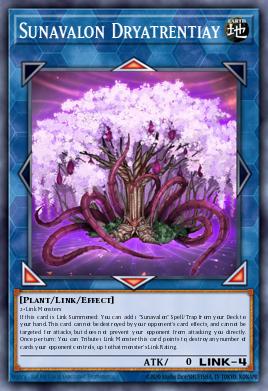 SUNAVALON DRYATRENTIAY
EARTH
地
[PLANT/LINK/EFFECT]
2+ Link Monsters
If this card is Link Summoned: You can add 1 "Sunavalon" Spell/Trap from your Deck to
your hand. This card cannot be destroyed by your opponent's card effects, and cannot be
targeted for attacks, but does not prevent your opponent from attacking you directly.
Once per turn: You can Tribute 1 Link Monster this card points to; destroy any number of
cards your opponent controls, up to that monster's Link Rating.
ATK/ 0 LINK-4